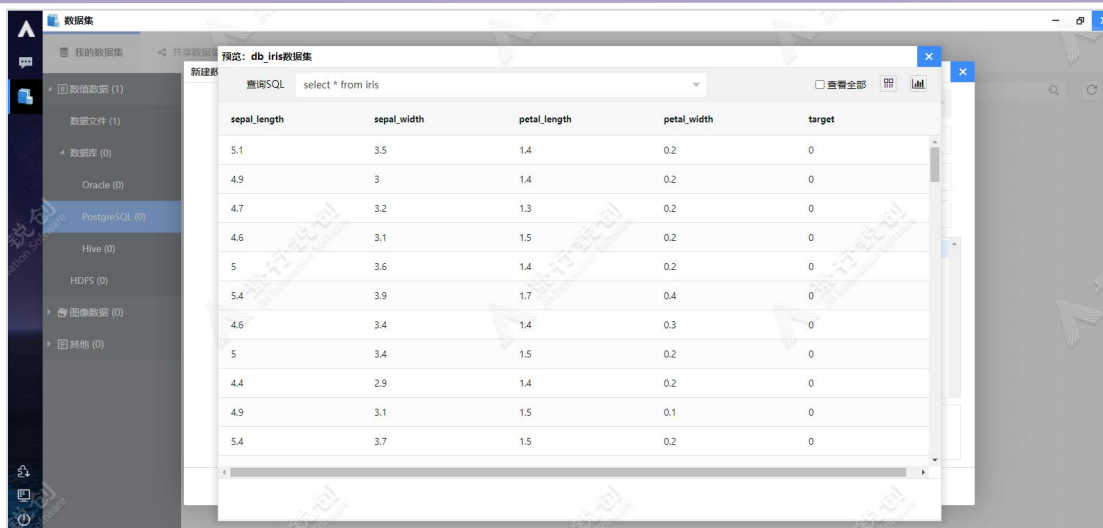 数据集
我的数据集 共享数据集
预览：db_iris数据集
新建数
查询SQL select * from iris 查看全部
数值数据 (1)
数据文件 (1)
数据库 (0)
Oracle (0)
PostgreSQL (0)
Hive (0)
HDFS (0)
图像数据 (0)
其他 (0)
sepal_length sepal_width petal_length petal_width target
5.1 3.5 1.4 0.2 0
4.9 3 1.4 0.2 0
4.7 3.2 1.3 0.2 0
4.6 3.1 1.5 0.2 0
5 3.6 1.4 0.2 0
5.4 3.9 1.7 0.4 0
4.6 3.4 1.4 0.3 0
5 3.4 1.5 0.2 0
4.4 2.9 1.4 0.2 0
4.9 3.1 1.5 0.1 0
5.4 3.7 1.5 0.2 0